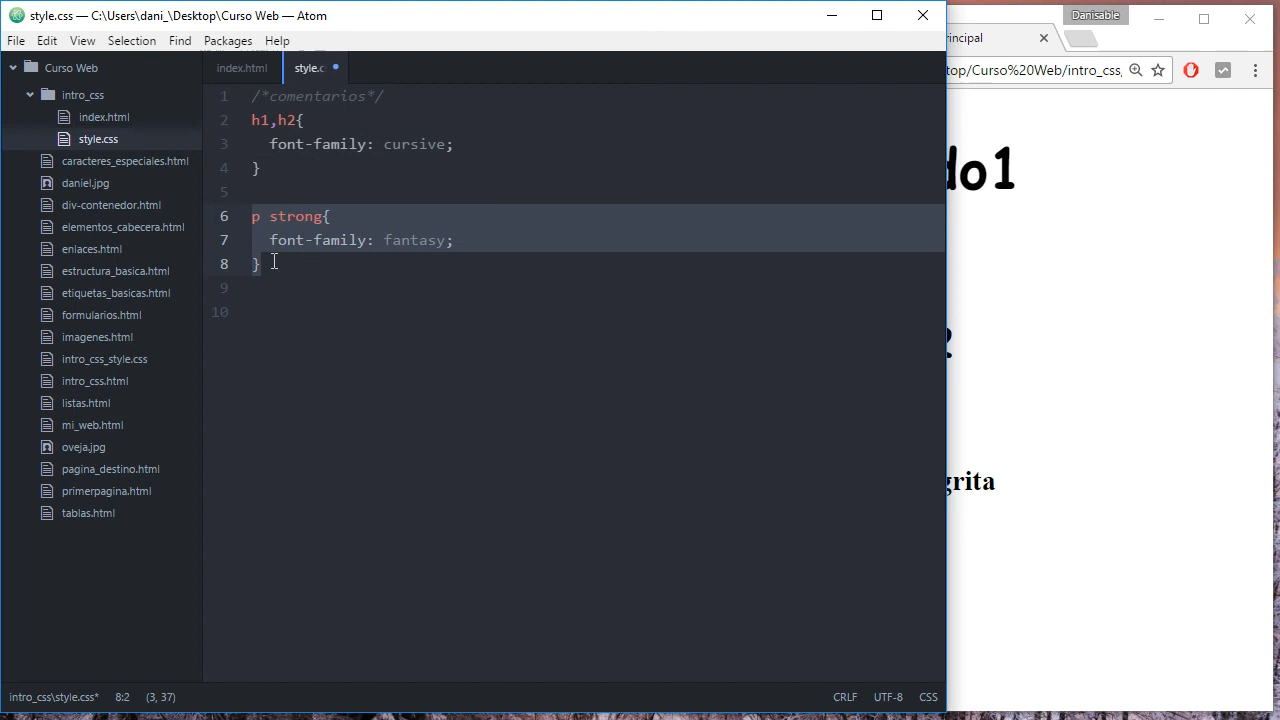 style.css — C:\Users\dani_\Desktop\Curso Web — Atom
File Edit View Selection Find Packages Help
Curso Web
intro_css
index.html
style.css
caracteres_especiales.html
daniel.jpg
div-contenedor.html
elementos_cabecera.html
enlaces.html
estructura_basica.html
etiquetas_basicas.html
formularios.html
imagenes.html
intro_css_style.css
intro_css.html
listas.html
mi_web.html
oveja.jpg
pagina_destino.html
primerpagina.html
tablas.html
index.html style.c
1 /*comentarios*/
2 h1,h2{
3 font-family: cursive;
4 }
5
6 p strong{
7 font-family: fantasy;
8 }
9
10
intro_css\style.css* 8:2 (3, 37) CRLF UTF-8 CSS
Danisable
rincipal
top/Curso%20Web/intro_css,
do1
grita